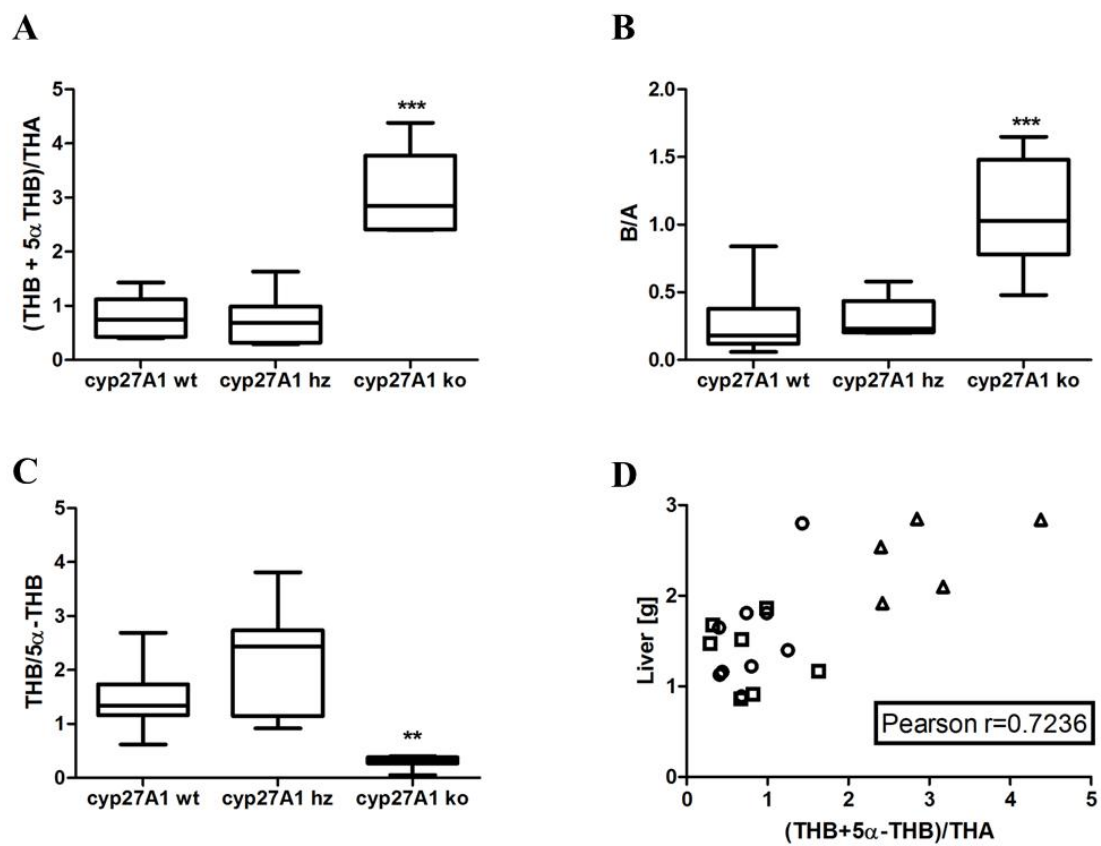 A
(THB + 5α THB)/THA
5
4
3
2
1
0
***
cyp27A1 wt
cyp27A1 hz
cyp27A1 ko
B
B/A
2.0
1.5
1.0
0.5
0.0
***
cyp27A1 wt
cyp27A1 hz
cyp27A1 ko
C
THB/5α-THB
5
4
3
2
1
0
**
cyp27A1 wt
cyp27A1 hz
cyp27A1 ko
D
Liver [g]
3
2
1
0
Pearson r=0.7236
0
1
2
3
4
5
(THB+5α-THB)/THA